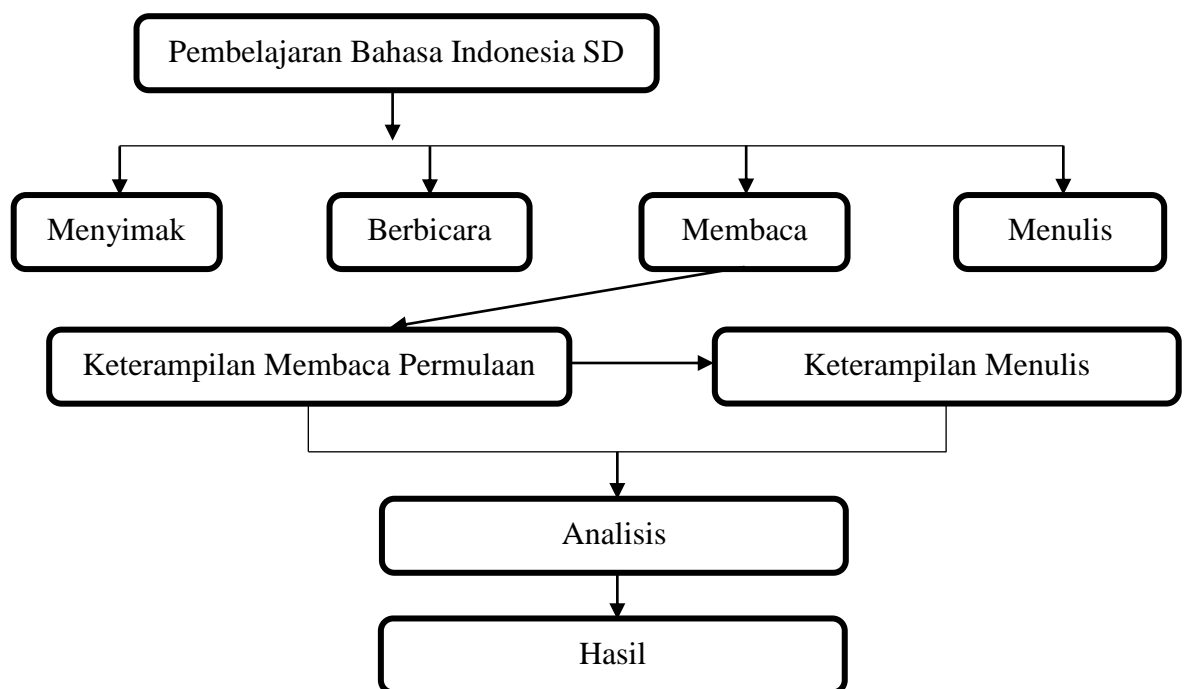 Pembelajaran Bahasa Indonesia SD
Menyimak
Berbicara
Membaca
Menulis
Keterampilan Membaca Permulaan
Keterampilan Menulis
Analisis
Hasil